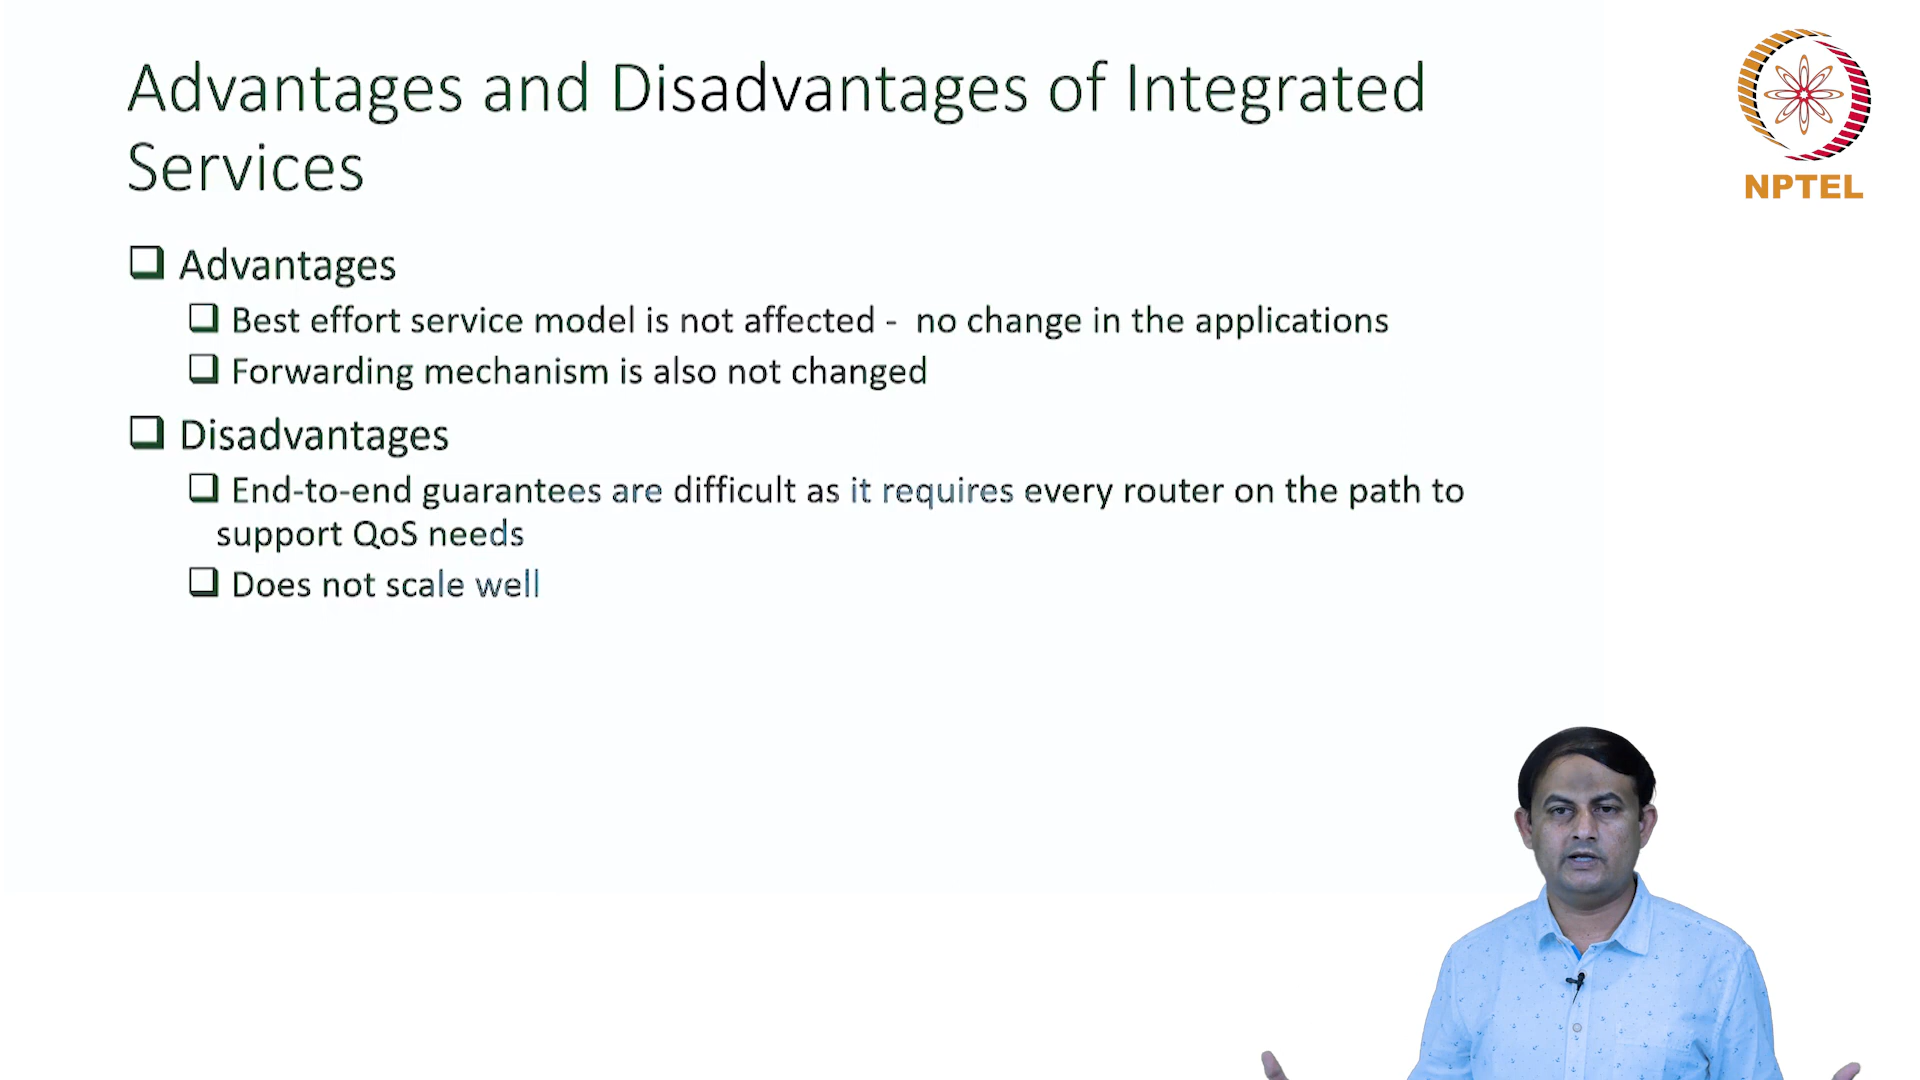 Advantages and Disadvantages of Integrated
Services
NPTEL
Advantages
Best effort service model is not affected - no change in the applications
Forwarding mechanism is also not changed
Disadvantages
End-to-end guarantees are difficult as it requires every router on the path to
support QoS needs
Does not scale well